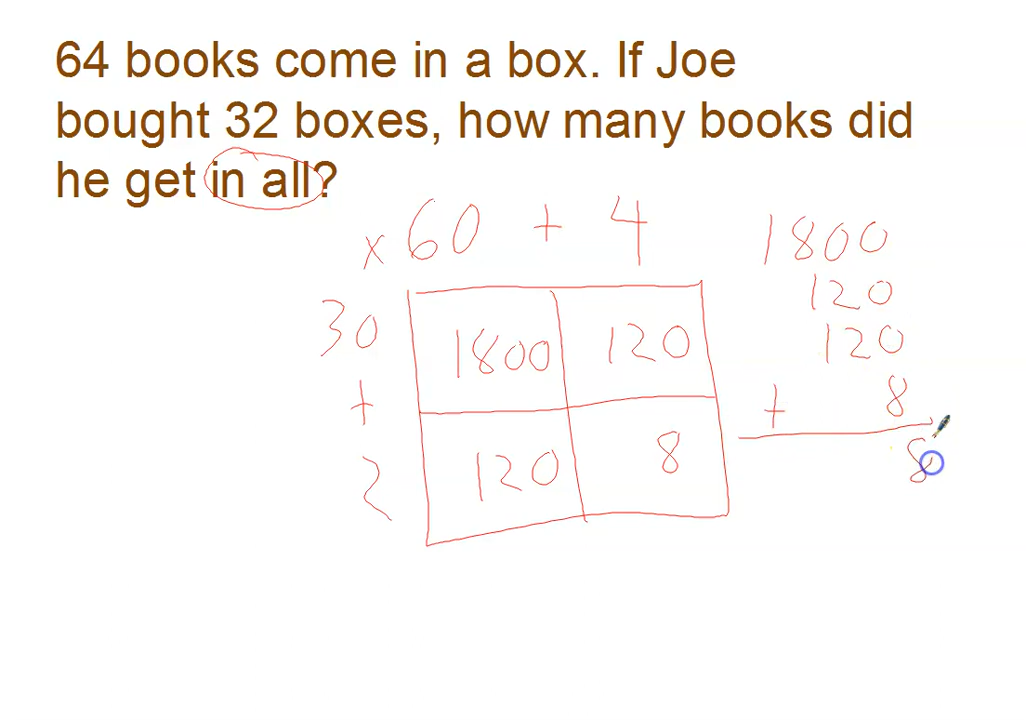 64 books come in a box. If Joe
bought 32 boxes, how many books did
he get in all?
x 60 + 4
30 1800 120
+
2 120 8
1800
120
120
+ 8
8